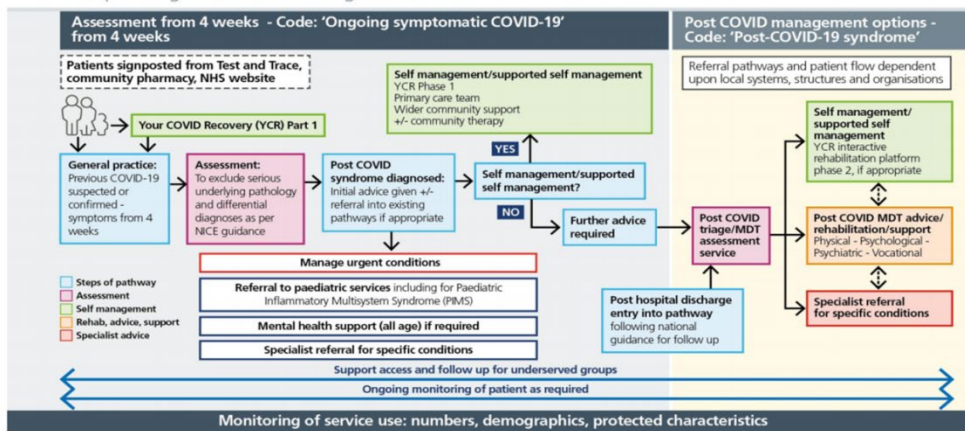 Assessment from 4 weeks - Code: 'Ongoing symptomatic COVID-19'
from 4 weeks
Post COVID management options -
Code: 'Post-COVID-19 syndrome'
Patients signposted from Test and Trace,
community pharmacy, NHS website
Your COVID Recovery (YCR) Part 1
Self management/supported self management
YCR Phase 1
Primary care team
Wider community support
+/- community therapy
Referral pathways and patient flow dependent
upon local systems, structures and organisations
General practice:
Previous COVID-19
suspected or
confirmed -
symptoms from 4
weeks
Assessment:
To exclude serious
underlying pathology
and differential
diagnoses as per
NICE guidance
Post COVID
syndrome diagnosed:
Initial advice given +/-
referral into existing
pathways if appropriate
YES
Self management/supported
self management?
NO
Further advice
required
Post COVID
triage/MDT
assessment
service
Self management/
supported self
management
YCR interactive
rehabilitation platform
phase 2, if appropriate
Post COVID MDT advice/
rehabilitation/support
Physical - Psychological -
Psychiatric - Vocational
Specialist referral
for specific conditions
Manage urgent conditions
Referral to paediatric services including for Paediatric
Inflammatory Multisystem Syndrome (PIMS)
Mental health support (all age) if required
Specialist referral for specific conditions
Post hospital discharge
entry into pathway
following national
guidance for follow up
Steps of pathway
Assessment
Self management
Rehab, advice, support
Specialist advice
Support access and follow up for underserved groups
Ongoing monitoring of patient as required
Monitoring of service use: numbers, demographics, protected characteristics